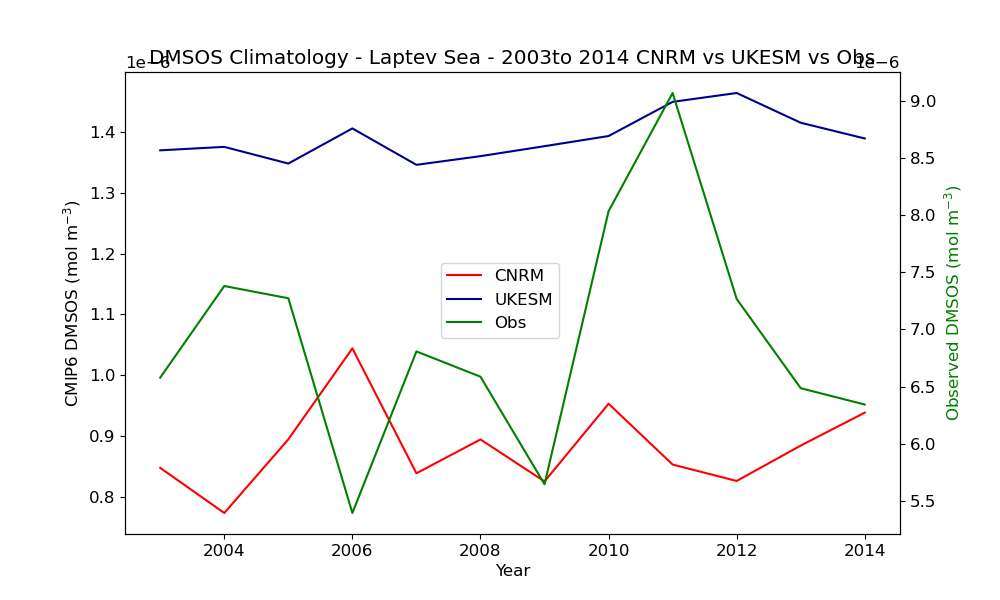 DMSOS Climatology - Laptev Sea - 2003to 2014 CNRM vs UKESM vs Obs
1e−6
1e−6
1.4
1.3
1.2
1.1
1.0
0.9
0.8
CMIP6 DMSOS (mol m⁻³)
CNRM
UKESM
Obs
9.0
8.5
8.0
7.5
7.0
6.5
6.0
5.5
Observed DMSOS (mol m⁻³)
2004 2006 2008 2010 2012 2014
Year